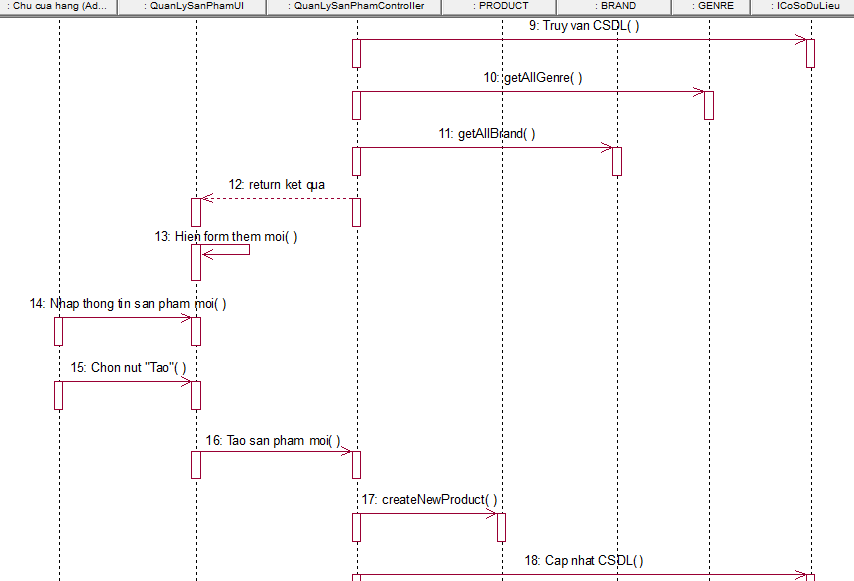 : Chu cua hang (Ad...
: QuanLySanPhamUI
: QuanLySanPhamController
: PRODUCT
: BRAND
: GENRE
: ICoSoDuLieu
9: Truy van CSDL( )
10: getAllGenre( )
11: getAllBrand( )
12: return ket qua
13: Hien form them moi( )
14: Nhap thong tin san pham moi( )
15: Chon nut "Tao"( )
16: Tao san pham moi( )
17: createNewProduct( )
18: Cap nhat CSDL( )